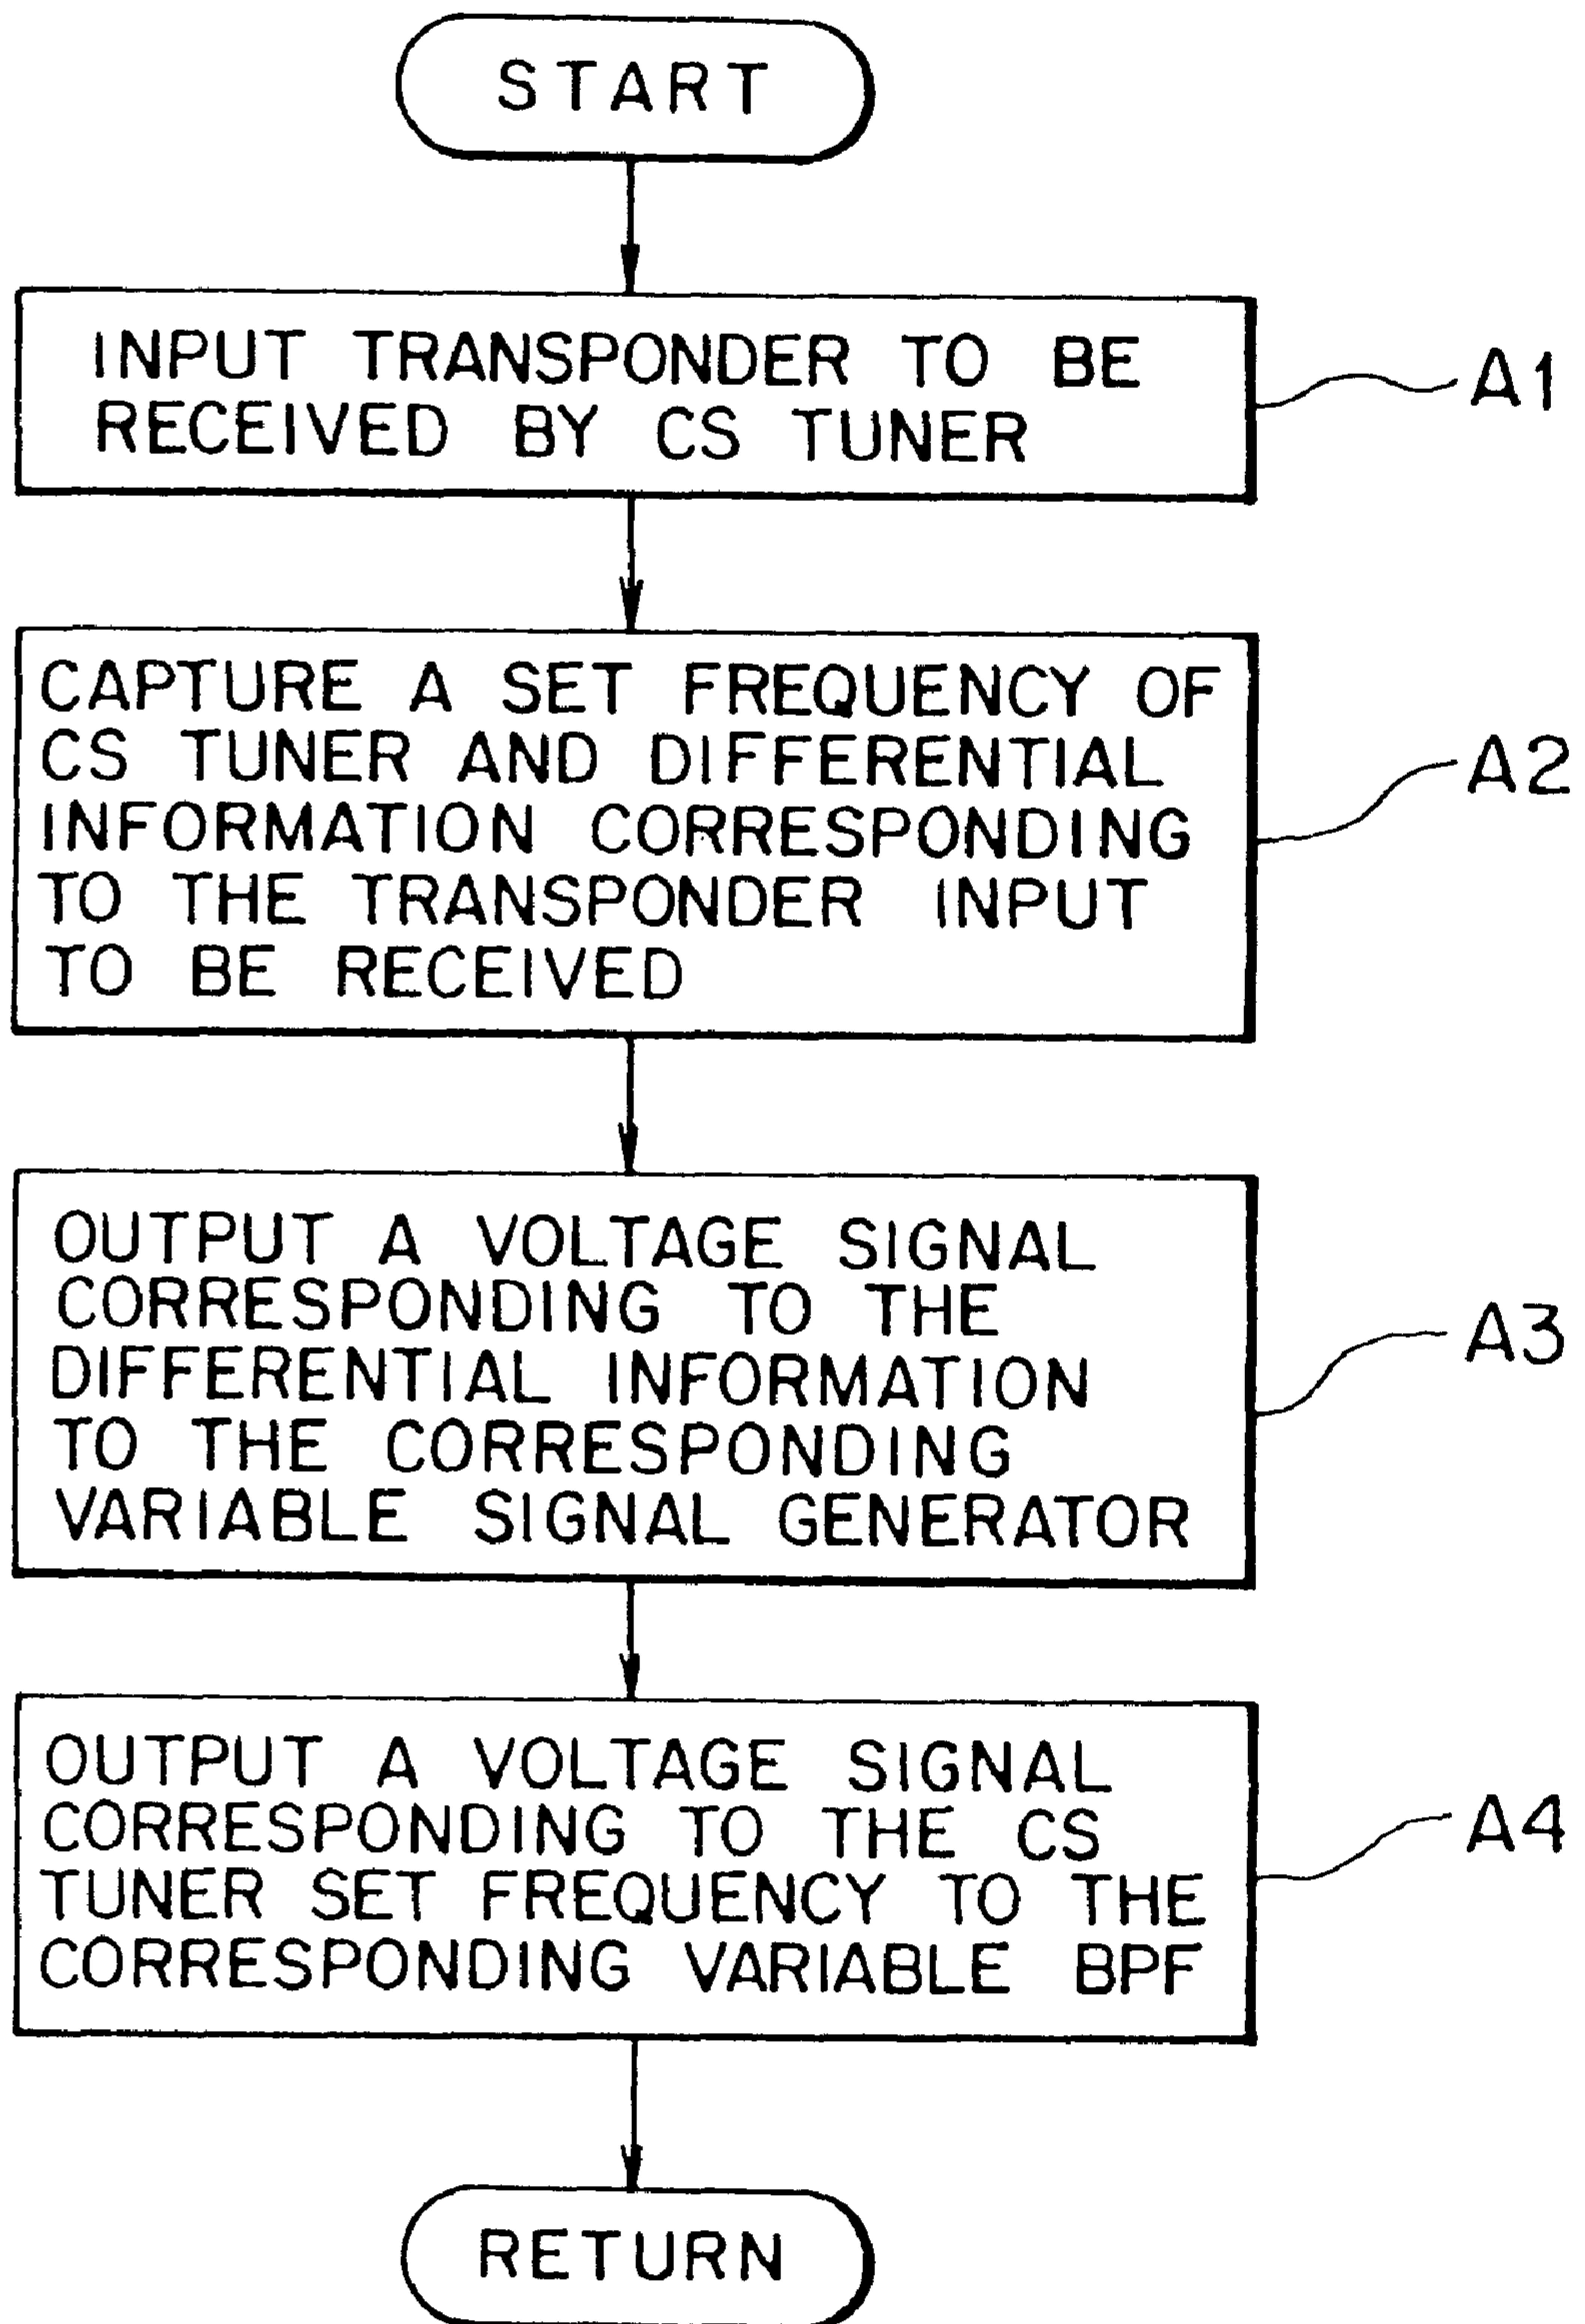 START
INPUT TRANSPONDER TO BE
RECEIVED BY CS TUNER
A1
CAPTURE A SET FREQUENCY OF
CS TUNER AND DIFFERENTIAL
INFORMATION CORRESPONDING
TO THE TRANSPONDER INPUT
TO BE RECEIVED
A2
OUTPUT A VOLTAGE SIGNAL
CORRESPONDING TO THE
DIFFERENTIAL INFORMATION
TO THE CORRESPONDING
VARIABLE SIGNAL GENERATOR
A3
OUTPUT A VOLTAGE SIGNAL
CORRESPONDING TO THE CS
TUNER SET FREQUENCY TO THE
CORRESPONDING VARIABLE BPF
A4
RETURN